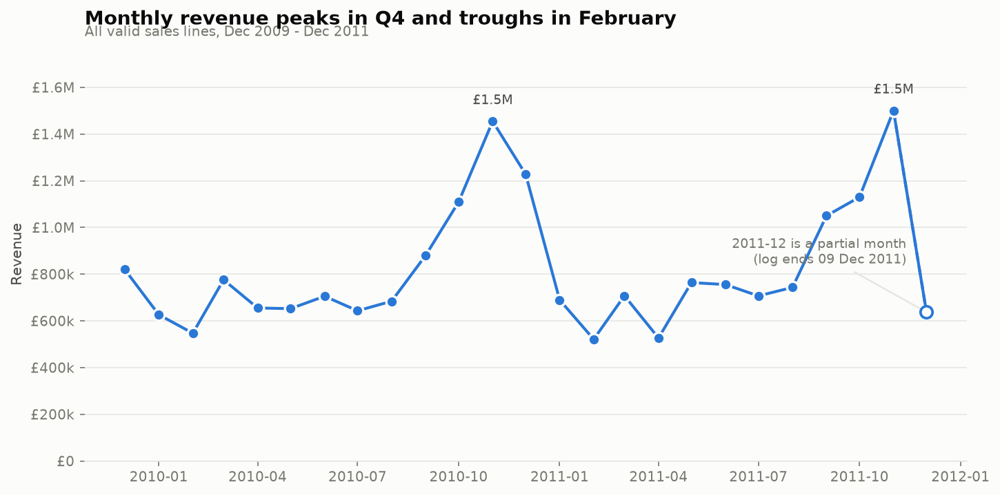 Monthly revenue peaks in Q4 and troughs in February
All valid sales lines, Dec 2009 - Dec 2011
£1.6M
£1.4M
£1.2M
£1.0M
£800k
£600k
£400k
£200k
£0
Revenue
£1.5M
£1.5M
2011-12 is a partial month
(log ends 09 Dec 2011)
2010-01
2010-04
2010-07
2010-10
2011-01
2011-04
2011-07
2011-10
2012-01